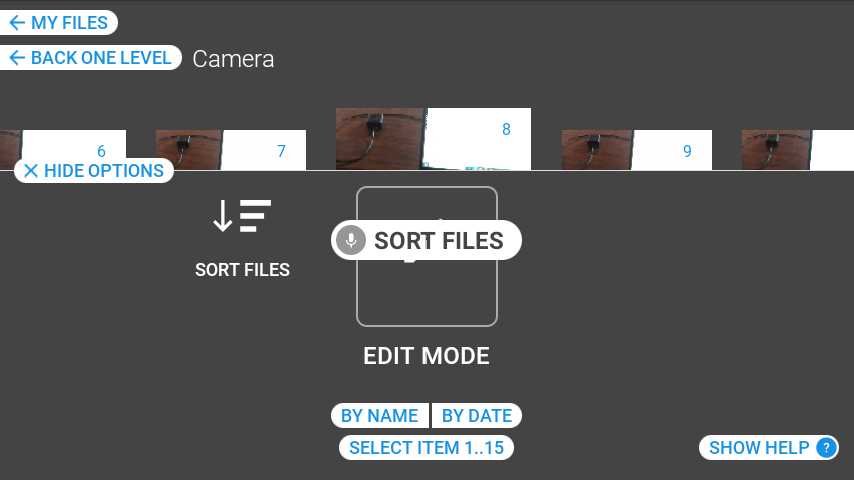 MY FILES
BACK ONE LEVEL Camera
6 7 8 9
HIDE OPTIONS
SORT FILES
SORT FILES
EDIT MODE
BY NAME BY DATE
SELECT ITEM 1..15
SHOW HELP ?